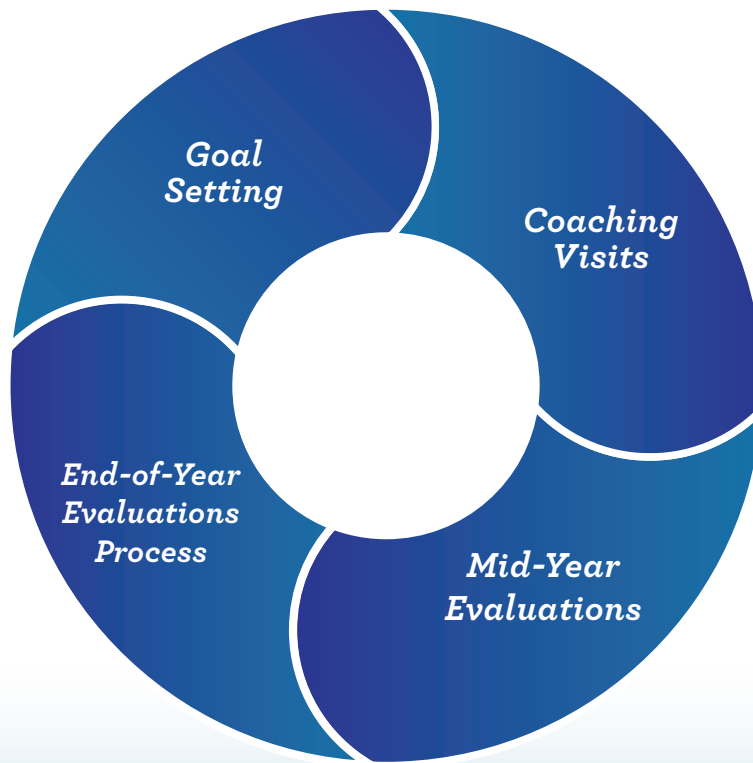 Goal
Setting
Coaching
Visits
Mid-Year
Evaluations
End-of-Year
Evaluations
Process